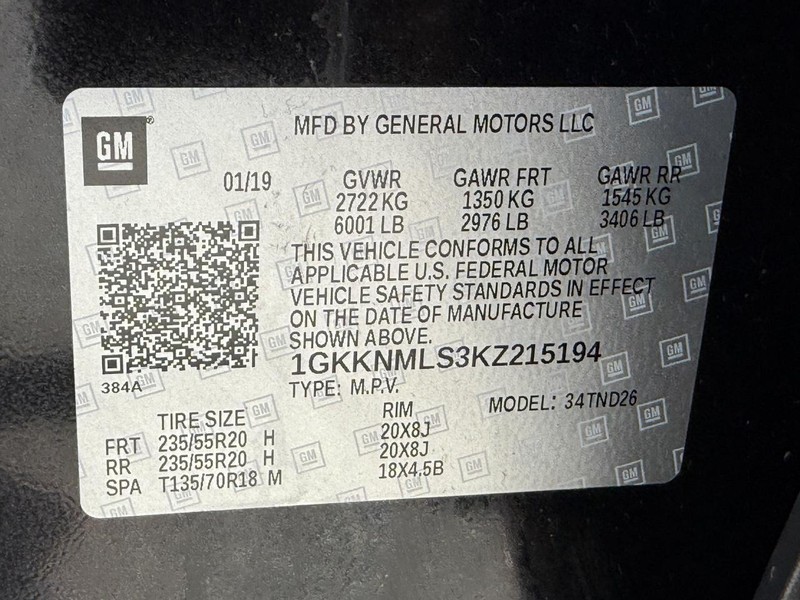 GM ®
MFD BY GENERAL MOTORS LLC
01/19 GVWR GAWR FRT GAWR RR
2722 KG 1350 KG 1545 KG
6001 LB 2976 LB 3406 LB
THIS VEHICLE CONFORMS TO ALL
APPLICABLE U.S. FEDERAL MOTOR
VEHICLE SAFETY STANDARDS IN EFFECT
ON THE DATE OF MANUFACTURE
SHOWN ABOVE.
1GKKNMLS3KZ215194
384A
TYPE: M.P.V. MODEL: 34TND26
TIRE SIZE RIM
FRT 235/55R20 H 20X8J
RR 235/55R20 H 20X8J
SPA T135/70R18 M 18X4.5B